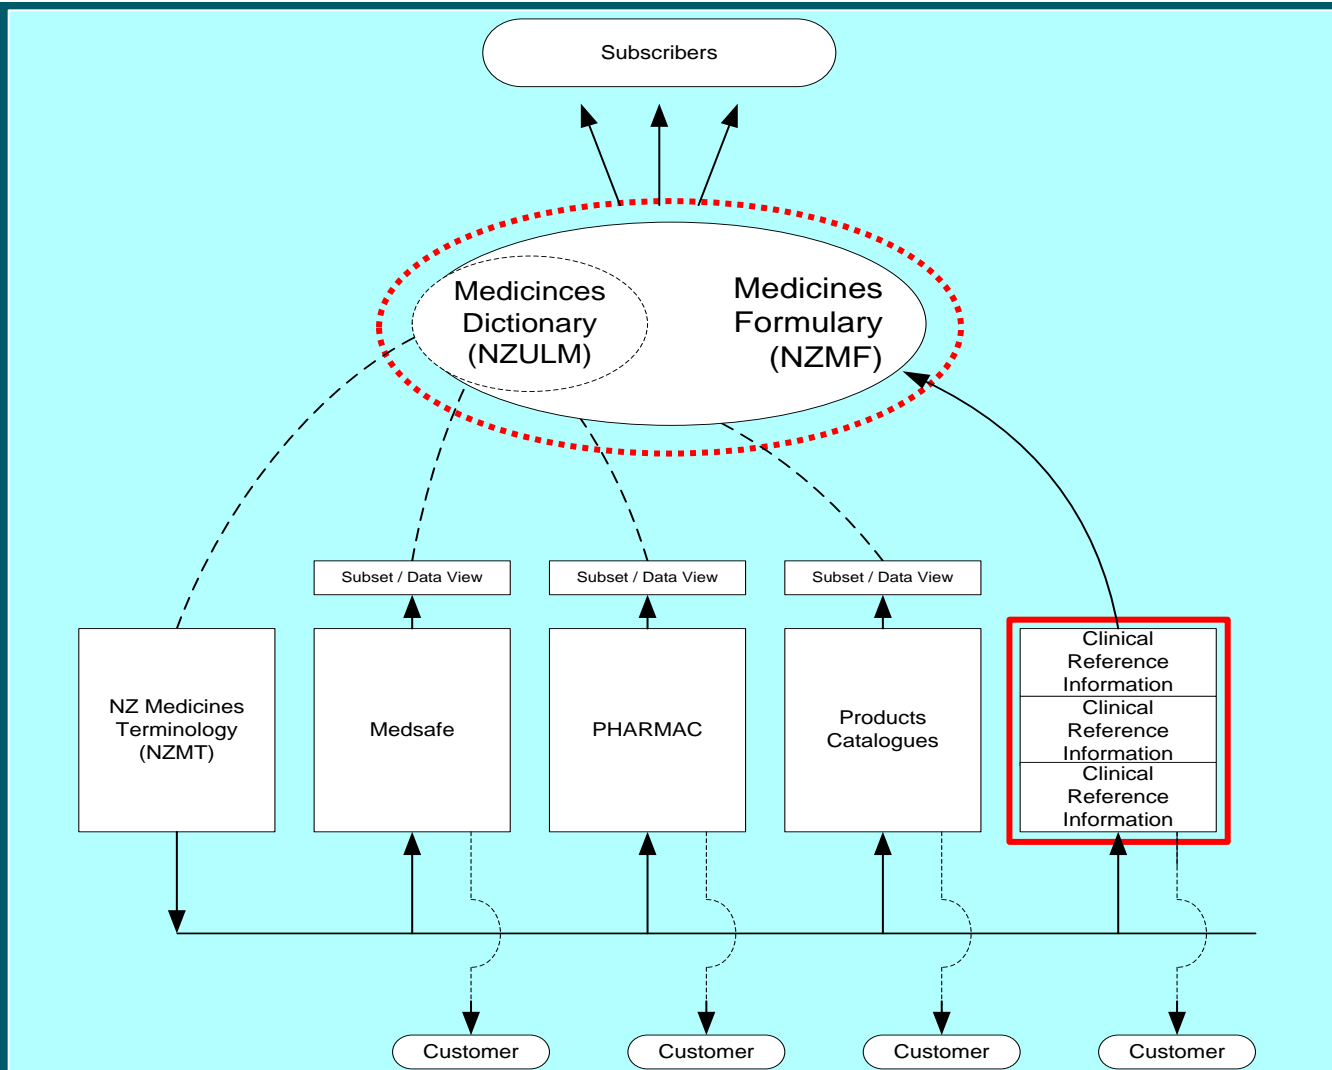 Subscribers
Medicinces
Dictionary
(NZULM)
Medicines
Formulary
(NZMF)
Subset / Data View
Subset / Data View
Subset / Data View
NZ Medicines
Terminology
(NZMT)
Medsafe
PHARMAC
Products
Catalogues
Clinical
Reference
Information
Clinical
Reference
Information
Clinical
Reference
Information
Customer
Customer
Customer
Customer